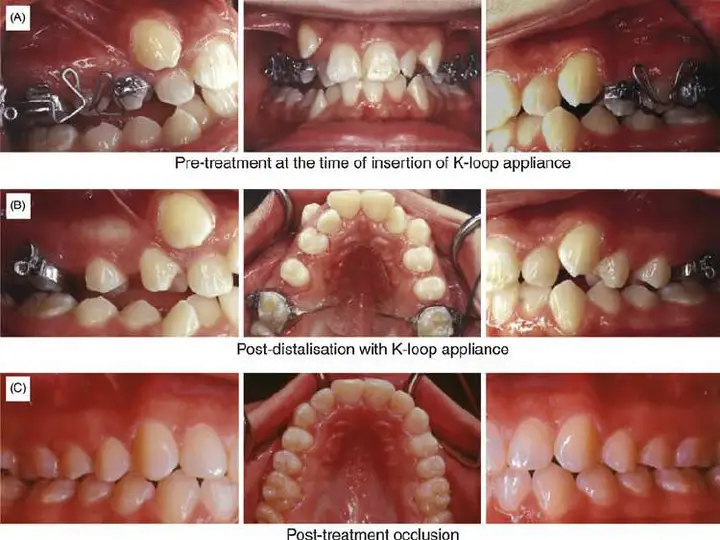 (A)
Pre-treatment at the time of insertion of K-loop appliance
(B)
Post-distalisation with K-loop appliance
(C)
Post-treatment occlusion